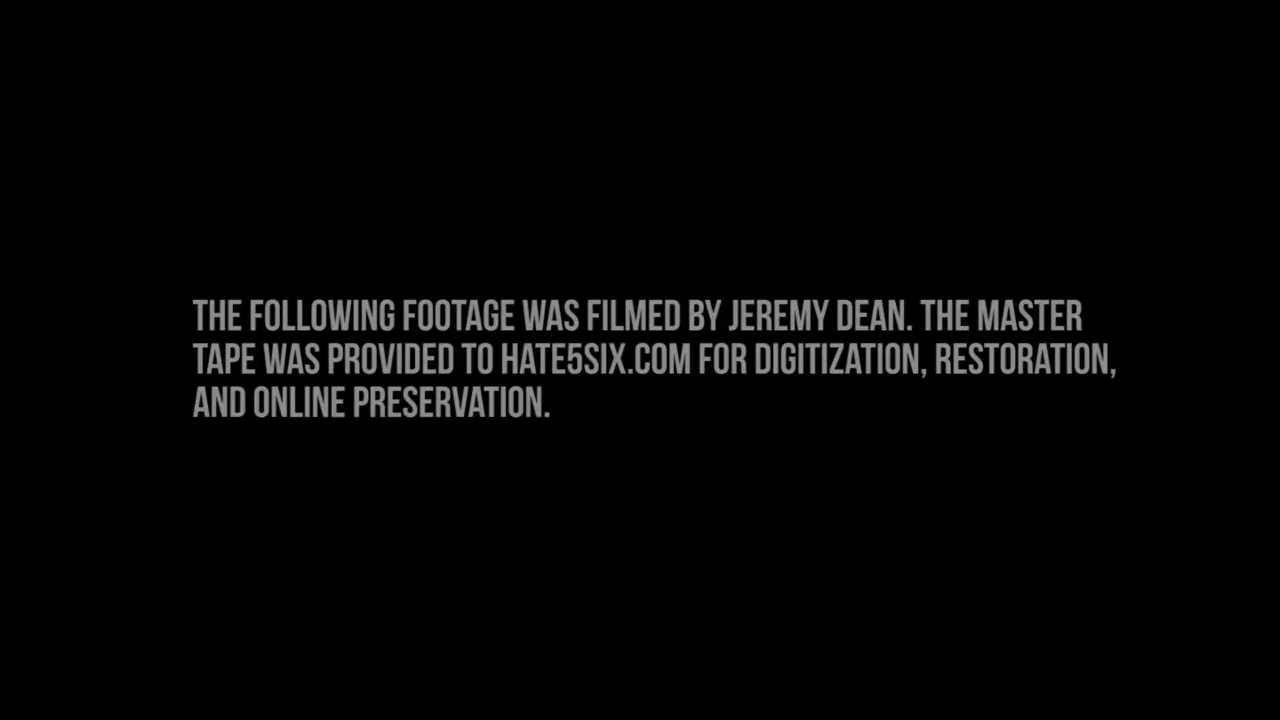 THE FOLLOWING FOOTAGE WAS FILMED BY JEREMY DEAN. THE MASTER
TAPE WAS PROVIDED TO HATE5SIX.COM FOR DIGITIZATION, RESTORATION,
AND ONLINE PRESERVATION.